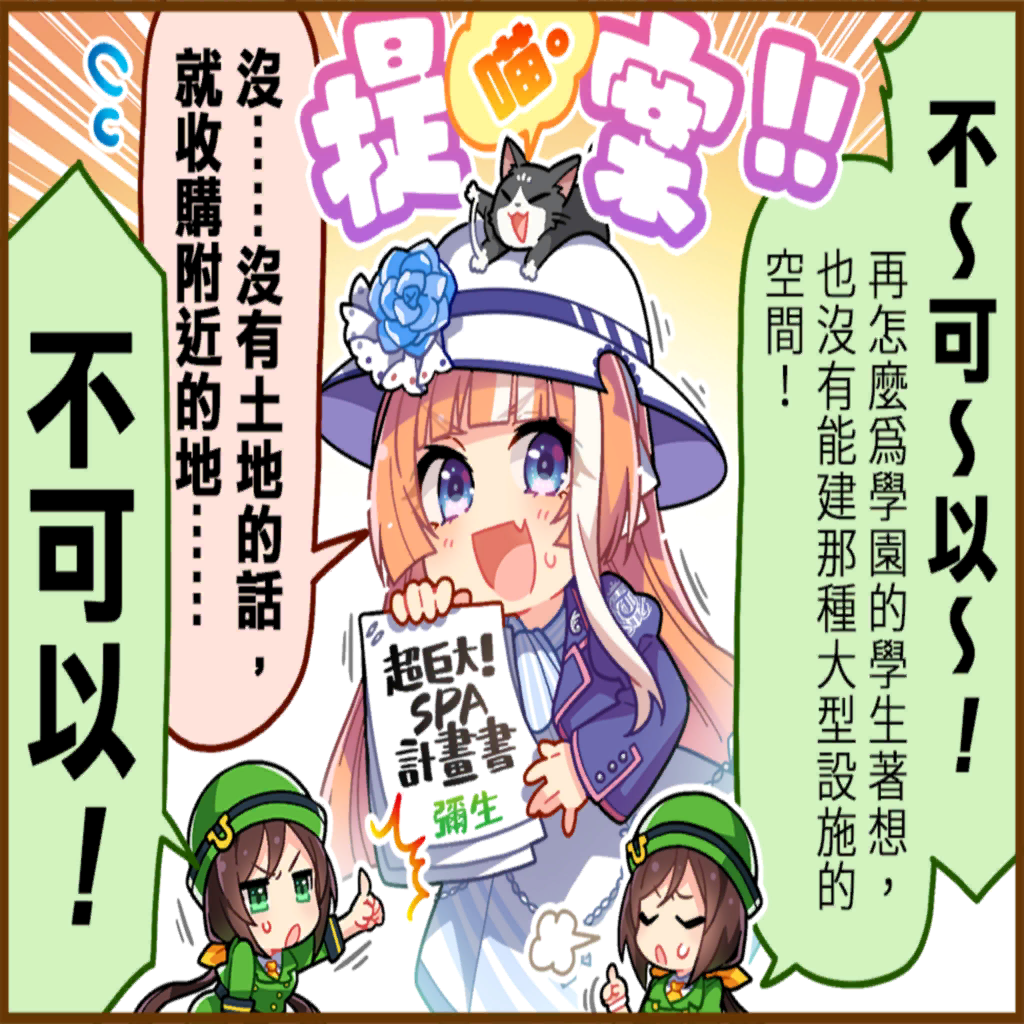 提案!!
喵。
不～可～以～！
再怎麼為學園的學生著想，
也沒有能建那種大型設施的
空間！
沒……沒有土地的話，
就收購附近的地……
超巨大!
SPA
計畫書
彌生
不可以！